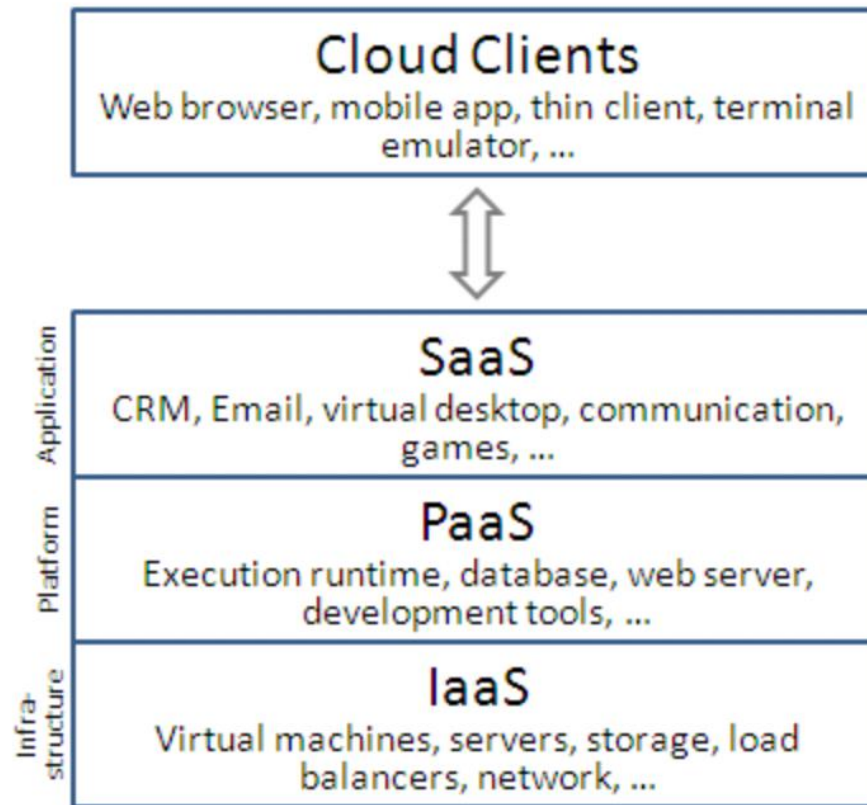 Cloud Clients
Web browser, mobile app, thin client, terminal
emulator, ...
Application
SaaS
CRM, Email, virtual desktop, communication,
games, ...
Platform
PaaS
Execution runtime, database, web server,
development tools, ...
Infra-
structure
IaaS
Virtual machines, servers, storage, load
balancers, network, ...